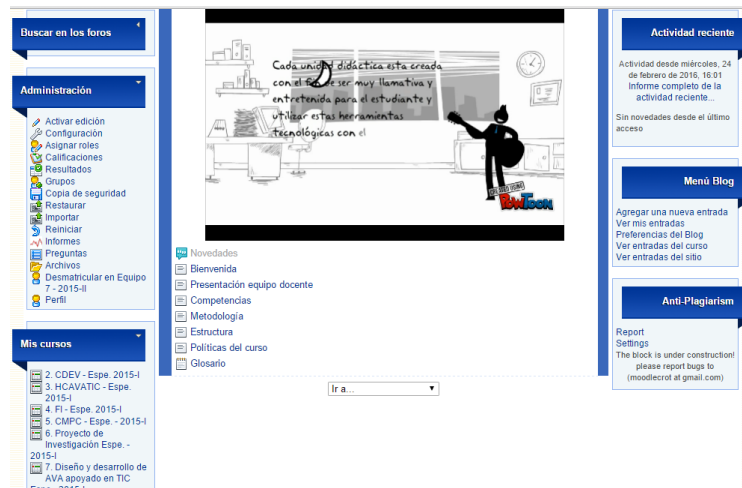 Buscar en los foros
Administración
Activar edición
Configuración
Asignar roles
Calificaciones
Resultados
Grupos
Copia de seguridad
Restaurar
Importar
Reiniciar
Informes
Preguntas
Archivos
Desmatricular en Equipo
7 - 2015-II
Perfil
Mis cursos
2. CDEV - Espe. 2015-I
3. HCAVATIC - Espe.
2015-I
4. FI - Espe. 2015-I
5. CMPC - Espe. - 2015-I
6. Proyecto de
Investigación Espe. -
2015-I
7. Diseño y desarrollo de
AVA apoyado en TIC
Espe. 2015-I
Cada unidad didáctica esta creada
con el fin de ser muy llamativa y
entretenida para el estudiante y
utilizar estas herramientas
tecnológicas con el
POWTOON
Novedades
Bienvenida
Presentación equipo docente
Competencias
Metodología
Estructura
Políticas del curso
Glosario
Ir a...
Actividad reciente
Actividad desde miércoles, 24
de febrero de 2016, 16:01
Informe completo de la
actividad reciente...
Sin novedades desde el último
acceso
Menú Blog
Agregar una nueva entrada
Ver mis entradas
Preferencias del Blog
Ver entradas del curso
Ver entradas del sitio
Anti-Plagiarism
Report
Settings
The block is under construction!
please report bugs to
(moodlecrot at gmail.com)